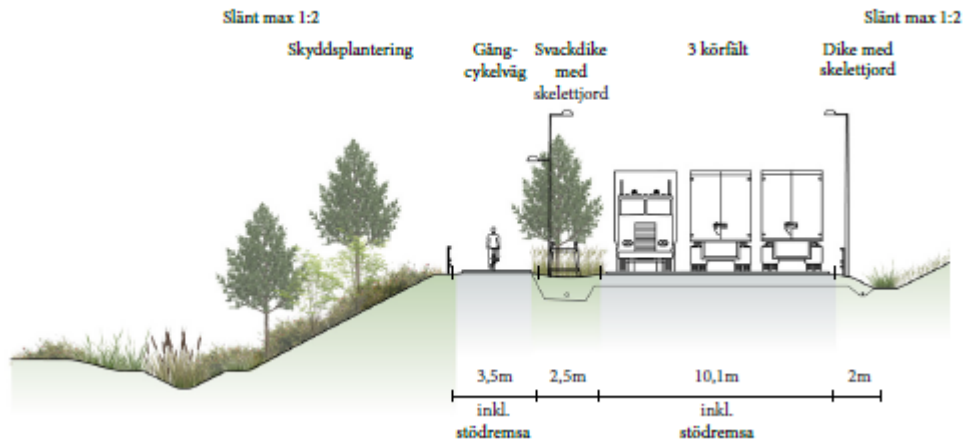 Slänt max 1:2
Slänt max 1:2
Skyddsplantering
Gång-
cykelväg
Svackdike
med
skelettjord
3 körfält
Dike med
skelettjord
3,5m
2,5m
10,1m
2m
inkl.
stödremsa
inkl.
stödremsa